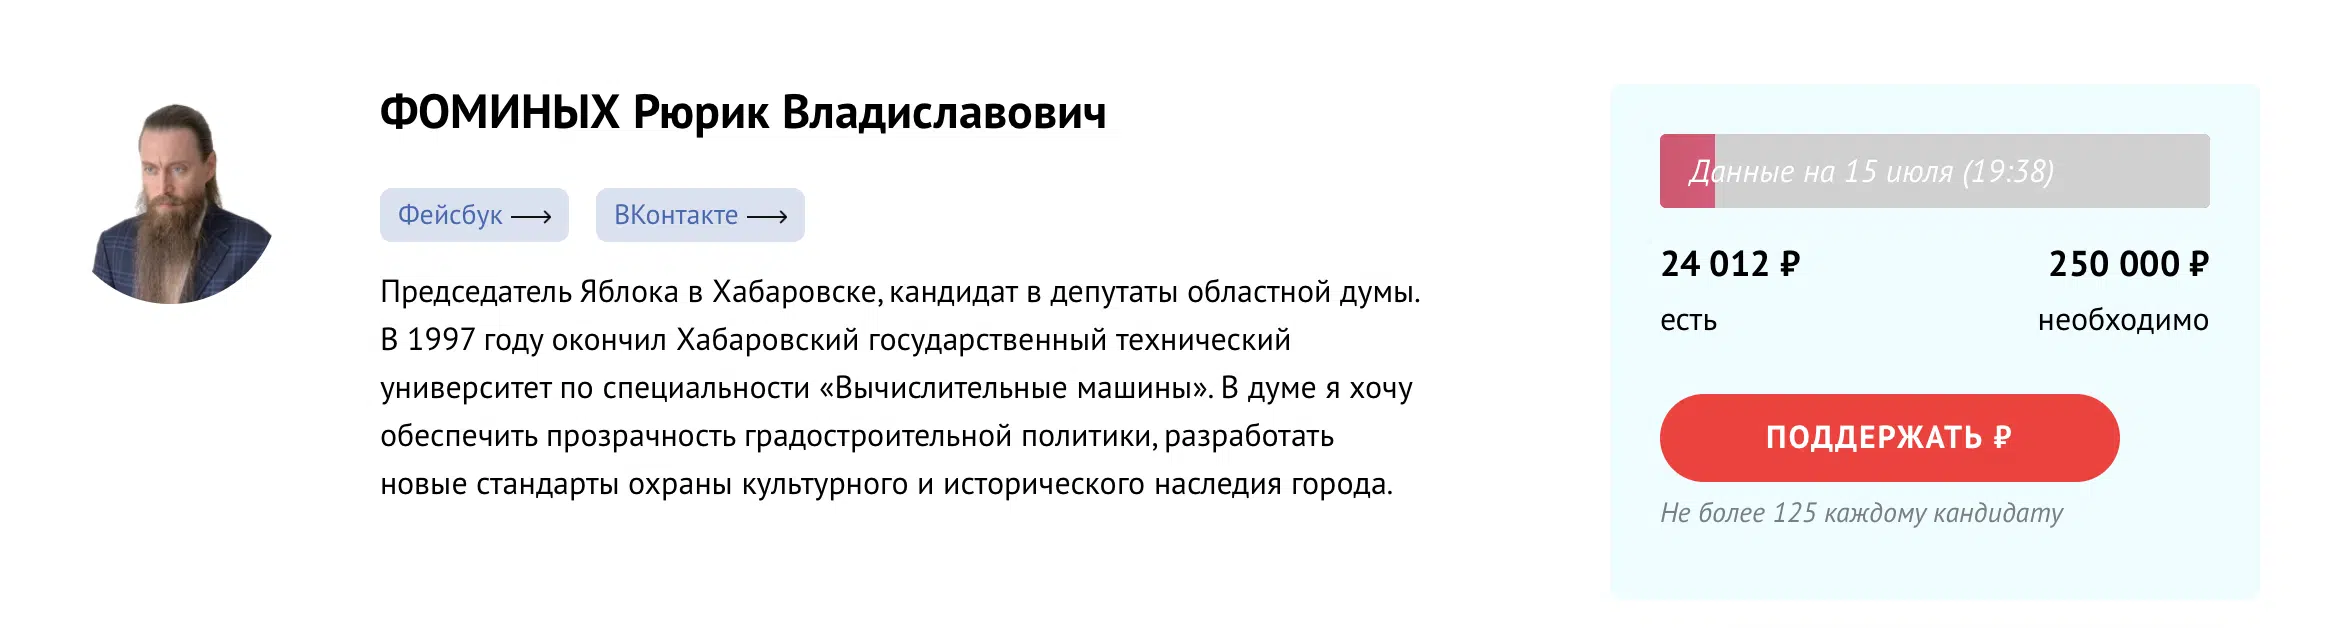 ФОМИНЫХ Рюрик Владиславович
Фейсбук ⟶ ВКонтакте ⟶
Председатель Яблока в Хабаровске, кандидат в депутаты областной думы.
В 1997 году окончил Хабаровский государственный технический
университет по специальности «Вычислительные машины». В думе я хочу
обеспечить прозрачность градостроительной политики, разработать
новые стандарты охраны культурного и исторического наследия города.
Данные на 15 июля (19:38)
24 012 ₽ 250 000 ₽
есть необходимо
ПОДДЕРЖАТЬ ₽
Не более 125 каждому кандидату